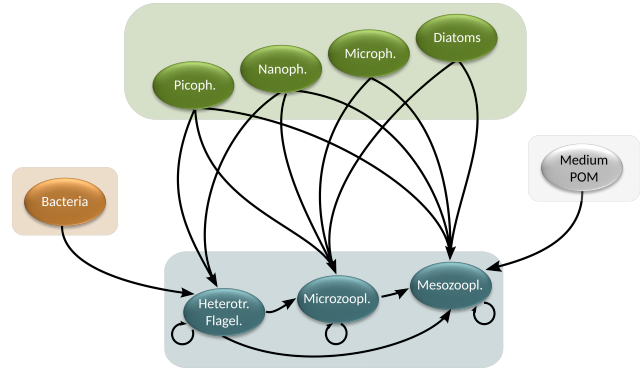 Diatoms
Microph.
Nanoph.
Picoph.
Medium
POM
Bacteria
Mesozoopl.
Microzoopl.
Heterotr.
Flagel.